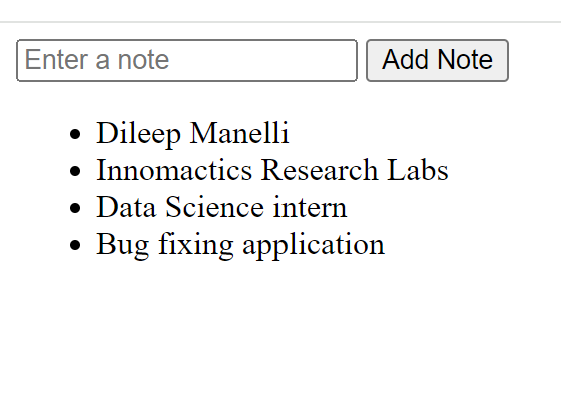 Enter a note Add Note
Dileep Manelli
Innomactics Research Labs
Data Science intern
Bug fixing application